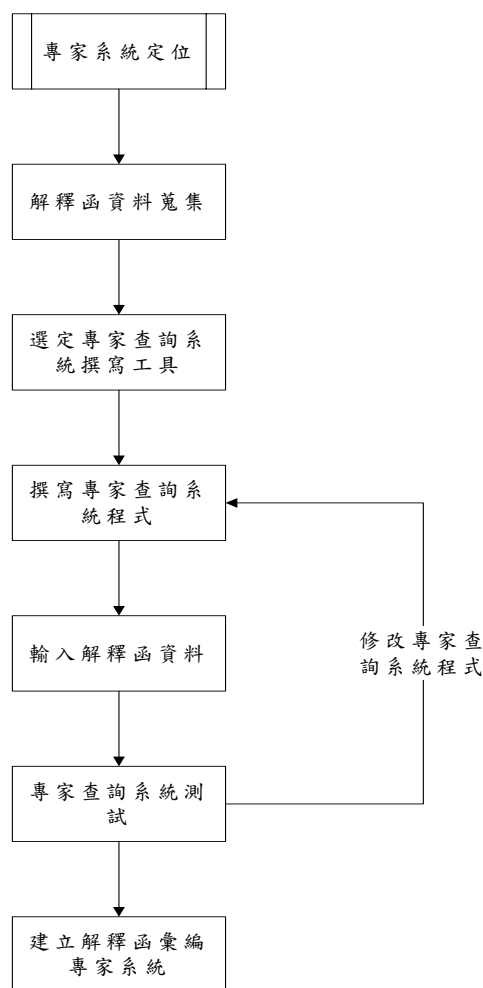 專家系統定位
解釋函資料蒐集
選定專家查詢系
統撰寫工具
撰寫專家查詢系
統程式
輸入解釋函資料
修改專家查
詢系統程式
專家查詢系統測
試
建立解釋函彙編
專家系統